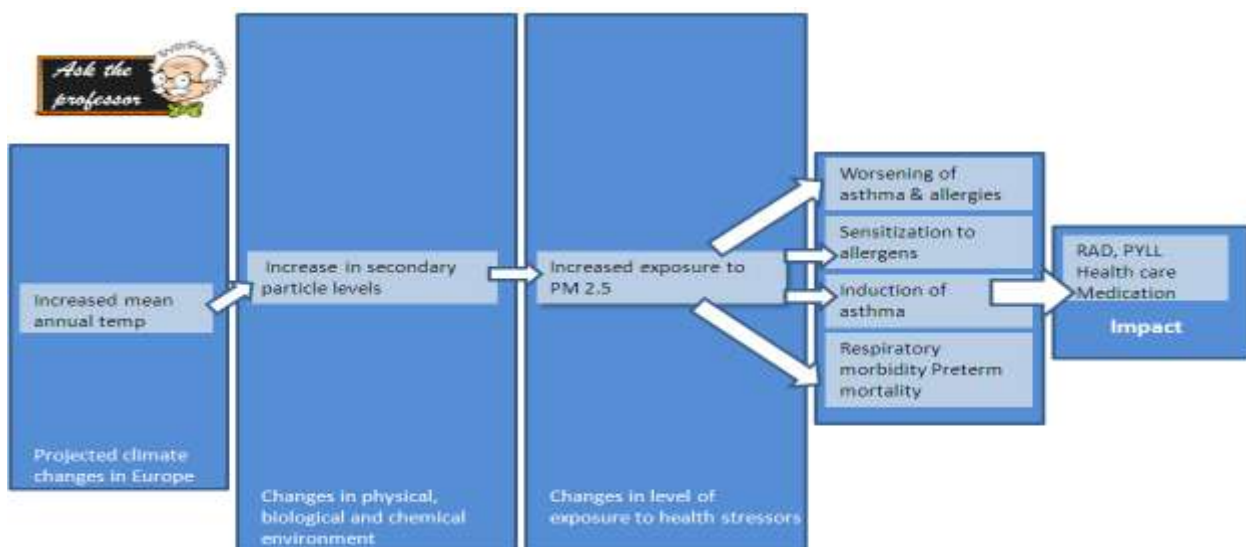 Ask the
professor
Increased mean
annual temp
Projected climate
changes in Europe
Increase in secondary
particle levels
Changes in physical,
biological and chemical
environment
Increased exposure to
PM 2.5
Changes in level of
exposure to health stressors
Worsening of
asthma & allergies
Sensitization to
allergens
Induction of
asthma
Respiratory
morbidity Preterm
mortality
RAD, PYLL
Health care
Medication
Impact